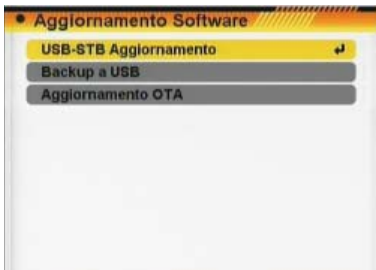 Aggiornamento Software
USB-STB Aggiornamento
Backup a USB
Aggiornamento OTA